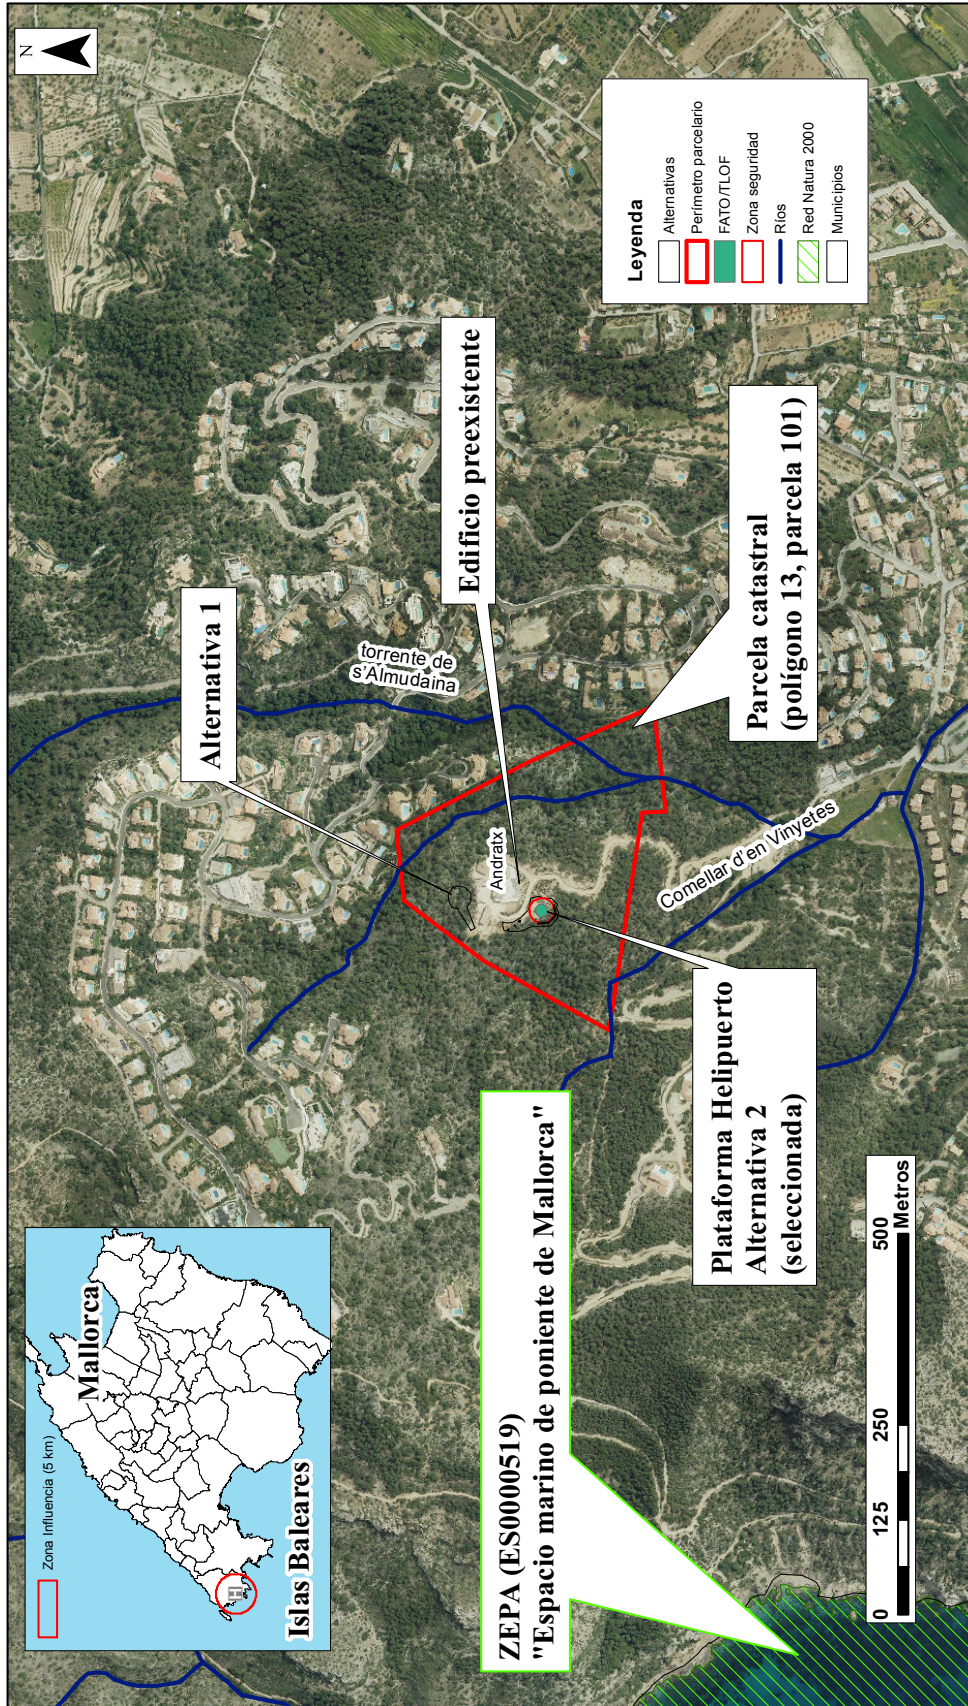 Zona Influencia (5 km)
Mallorca
Islas Baleares
N
Alternativa 1
torrente de
s'Almudaina
Edificio preexistente
Andratx
Leyenda
Alternativas
Perímetro parcelario
FATO/TLOF
Zona seguridad
Ríos
Red Natura 2000
Municipios
ZEPA (ES0000519)
"Espacio marino de poniente de Mallorca"
Comellar d'en Vinyetes
Plataforma Helipuerto
Alternativa 2
(seleccionada)
Parcela catastral
(polígono 13, parcela 101)
0
125
250
500
Metros
H